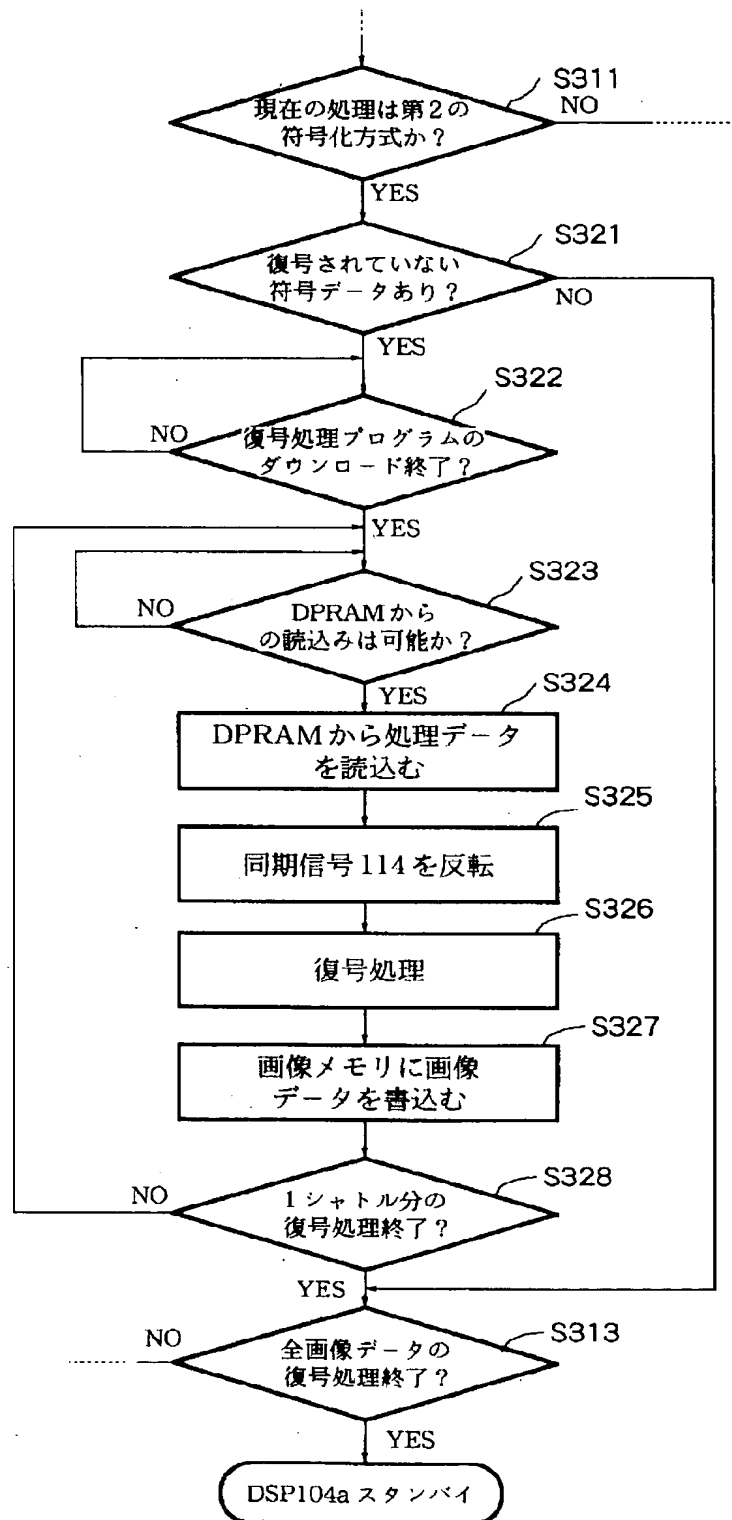 S311
現在の処理は第2の
符号化方式か?
NO
YES
S321
復号されていない
符号データあり?
NO
YES
S322
NO
復号処理プログラムの
ダウンロード終了?
YES
S323
NO
DPRAMから
の読込みは可能か?
YES
S324
DPRAMから処理データ
を読込む
S325
同期信号114を反転
S326
復号処理
S327
画像メモリに画像
データを書込む
S328
NO
1シャトル分の
復号処理終了?
YES
S313
NO
全画像データの
復号処理終了?
YES
DSP104aスタンバイ